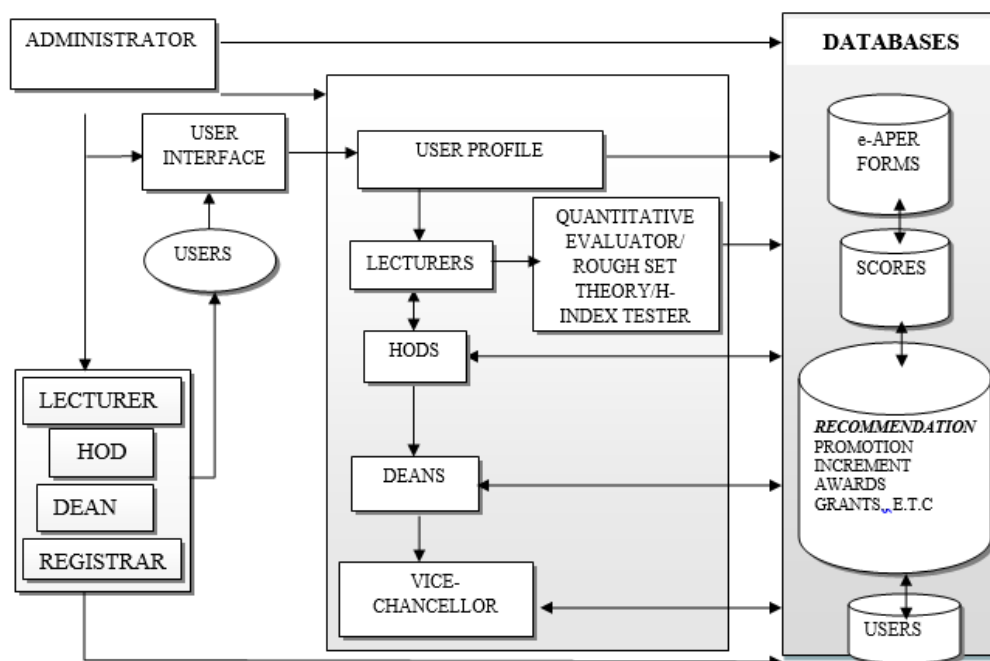 ADMINISTRATOR
DATABASES
USER
INTERFACE
USER PROFILE
e-APER
FORMS
USERS
LECTURERS
QUANTITATIVE
EVALUATOR/
ROUGH SET
THEORY/H-
INDEX TESTER
SCORES
HODS
LECTURER
HOD
DEAN
REGISTRAR
DEANS
RECOMMENDATION
PROMOTION
INCREMENT
AWARDS
GRANTS, E.T.C
VICE-
CHANCELLOR
USERS